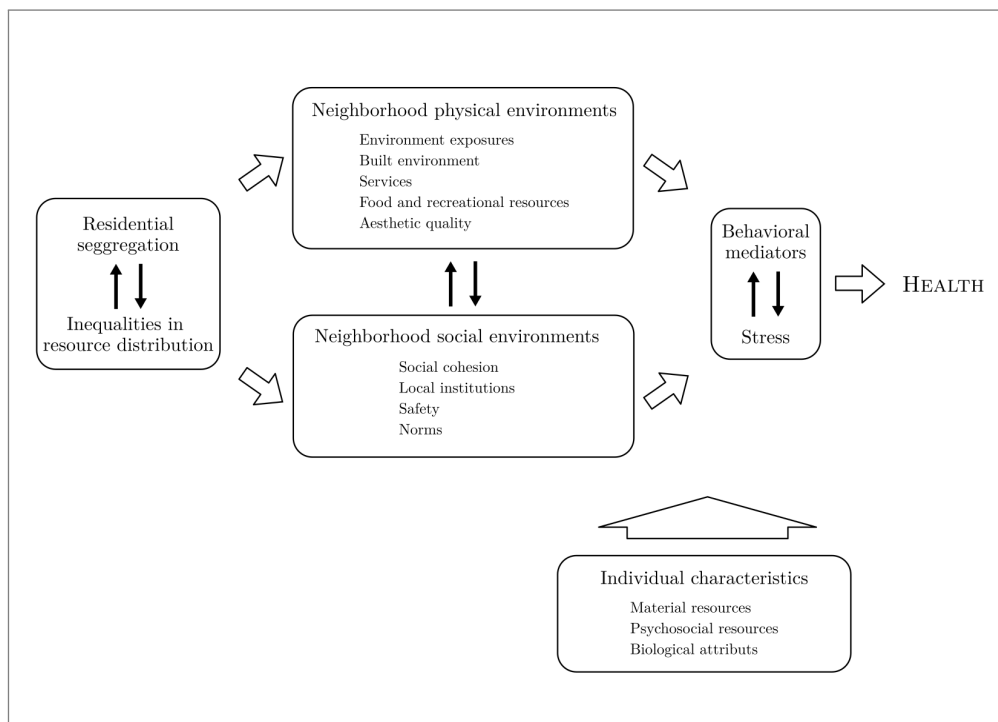 Residential
seggregation
Inequalities in
resource distribution
Neighborhood physical environments
Environment exposures
Built environment
Services
Food and recreational resources
Aesthetic quality
Neighborhood social environments
Social cohesion
Local institutions
Safety
Norms
Behavioral
mediators
Stress
HEALTH
Individual characteristics
Material resources
Psychosocial resources
Biological attributs